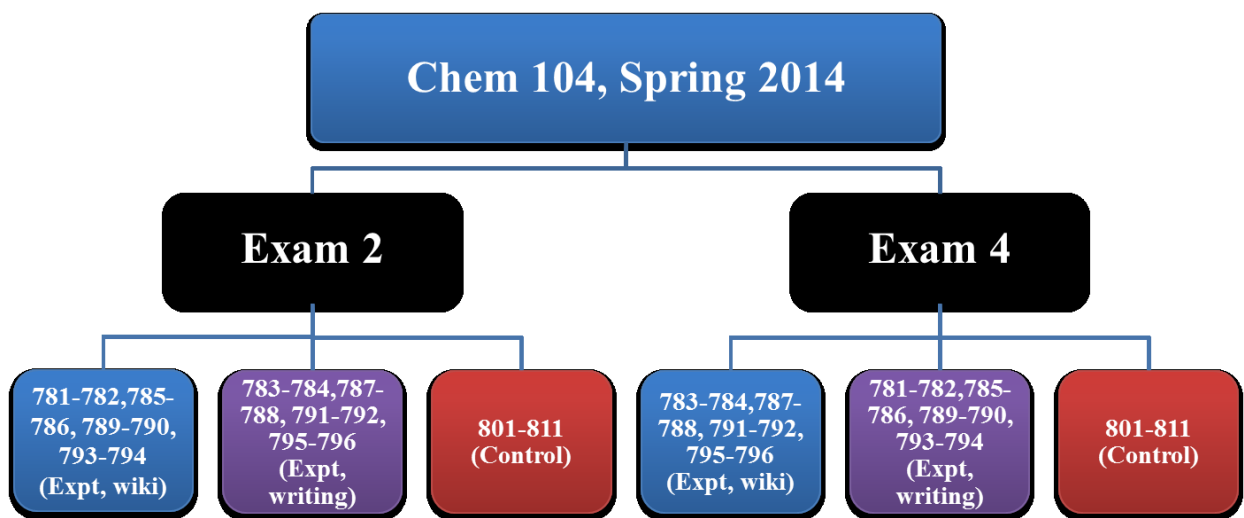 Chem 104, Spring 2014
Exam 2
Exam 4
781-782,785-
786, 789-790,
793-794
(Expt, wiki)
783-784,787-
788, 791-792,
795-796
(Expt,
writing)
801-811
(Control)
783-784,787-
788, 791-792,
795-796
(Expt, wiki)
781-782,785-
786, 789-790,
793-794
(Expt,
writing)
801-811
(Control)